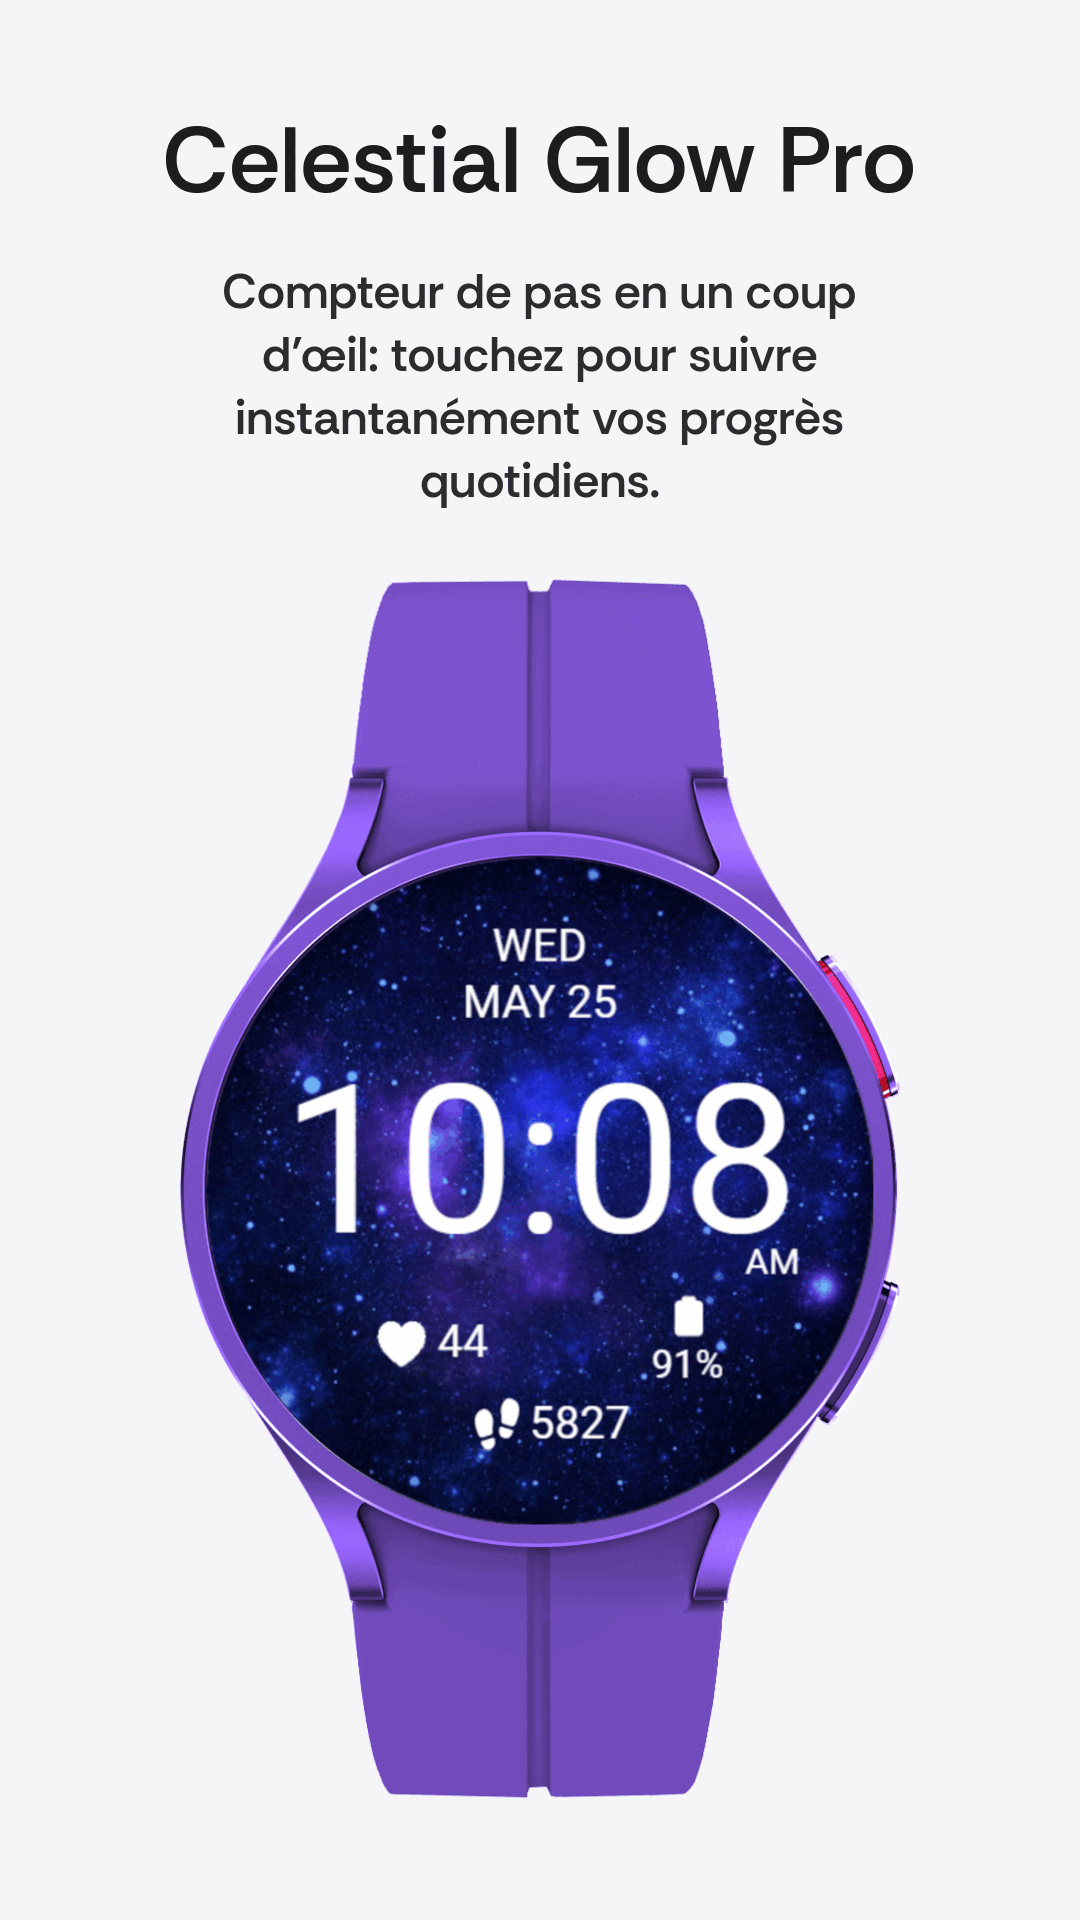 Celestial Glow Pro
Compteur de pas en un coup
d’œil: touchez pour suivre
instantanément vos progrès
quotidiens.
WED
MAY 25
10:08
AM
44
91%
5827